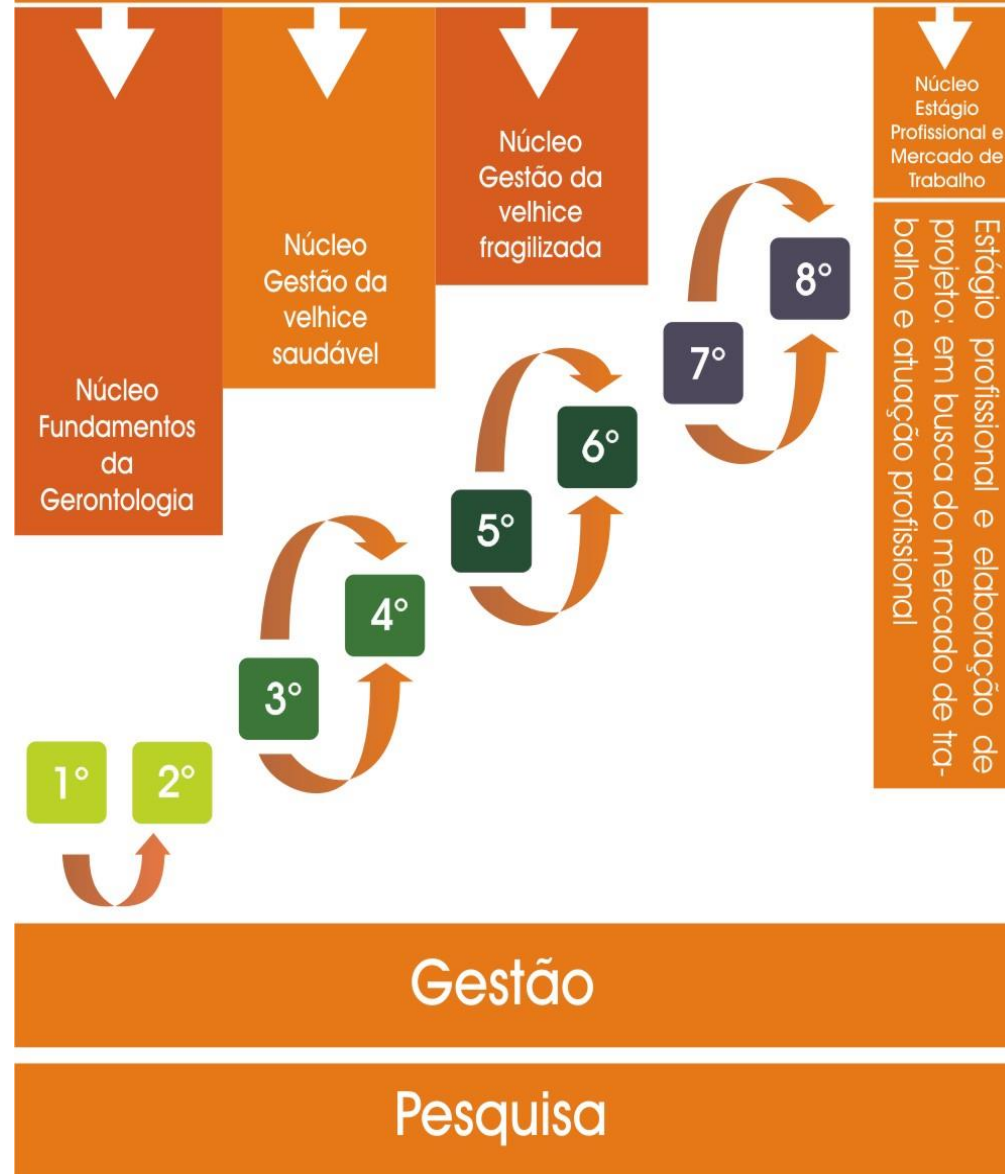 Núcleo
Fundamentos
da
Gerontologia
Núcleo
Gestão da
velhice
saudável
Núcleo
Gestão da
velhice
fragilizada
Núcleo
Estágio
Profissional e
Mercado de
Trabalho
Estágio profissional e elaboração de
projeto: em busca do mercado de tra-
balho e atuação profissional
1°
2°
3°
4°
5°
6°
7°
8°
Gestão
Pesquisa